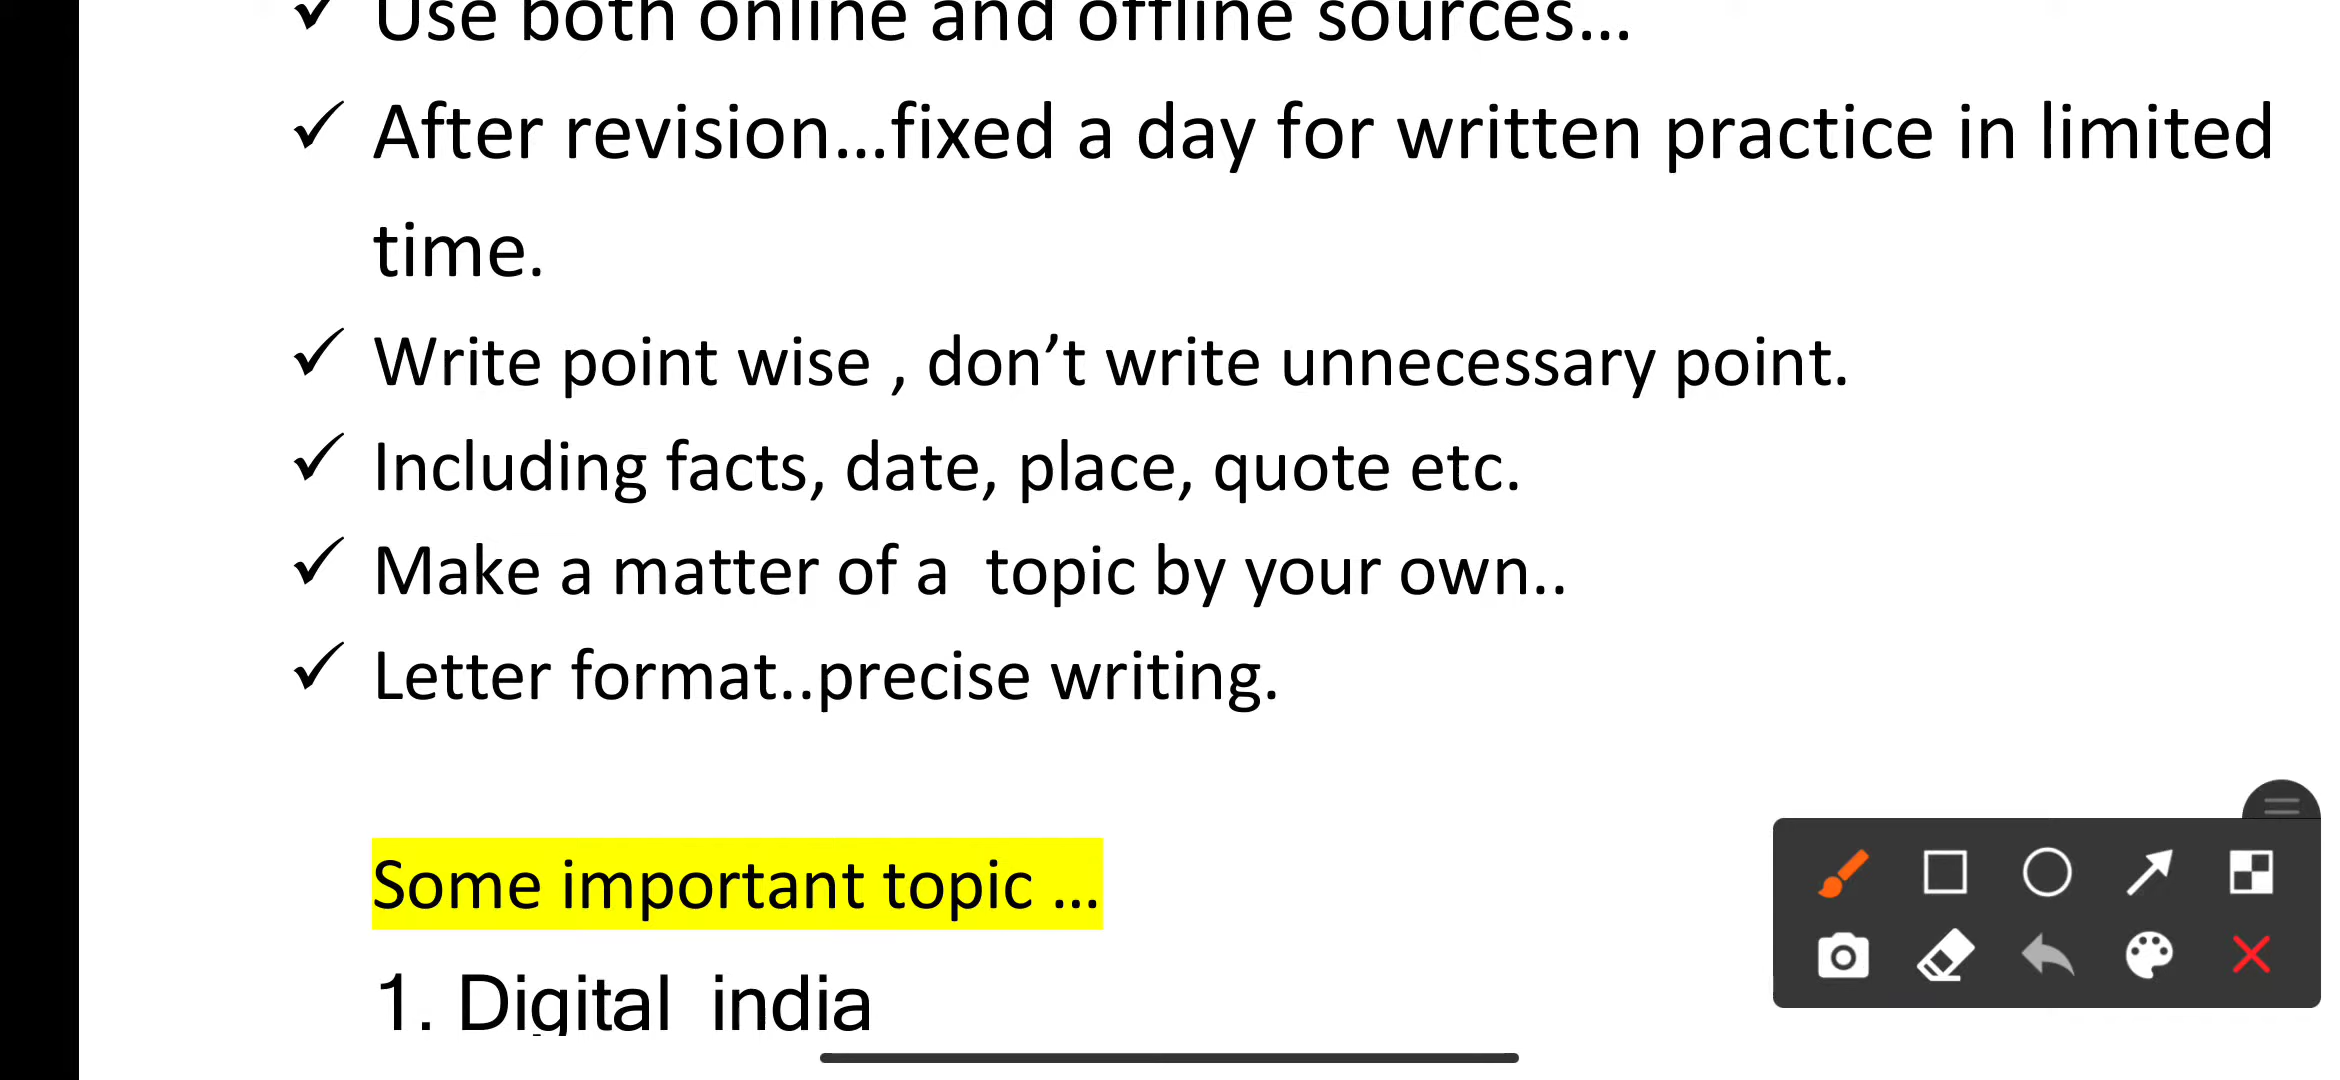 Use both online and offline sources...
After revision...fixed a day for written practice in limited
time.
Write point wise , don’t write unnecessary point.
Including facts, date, place, quote etc.
Make a matter of a  topic by your own..
Letter format..precise writing.
Some important topic ...
1. Digital  india